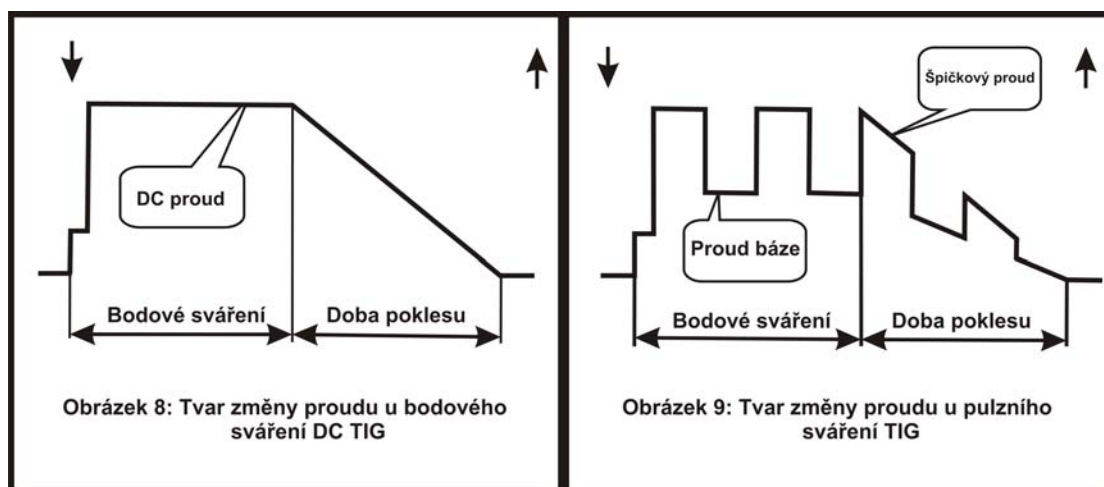 DC proud
Bodové sváření
Doba poklesu
Obrázek 8: Tvar změny proudu u bodového
sváření DC TIG
Špičkový proud
Proud báze
Bodové sváření
Doba poklesu
Obrázek 9: Tvar změny proudu u pulzního
sváření TIG